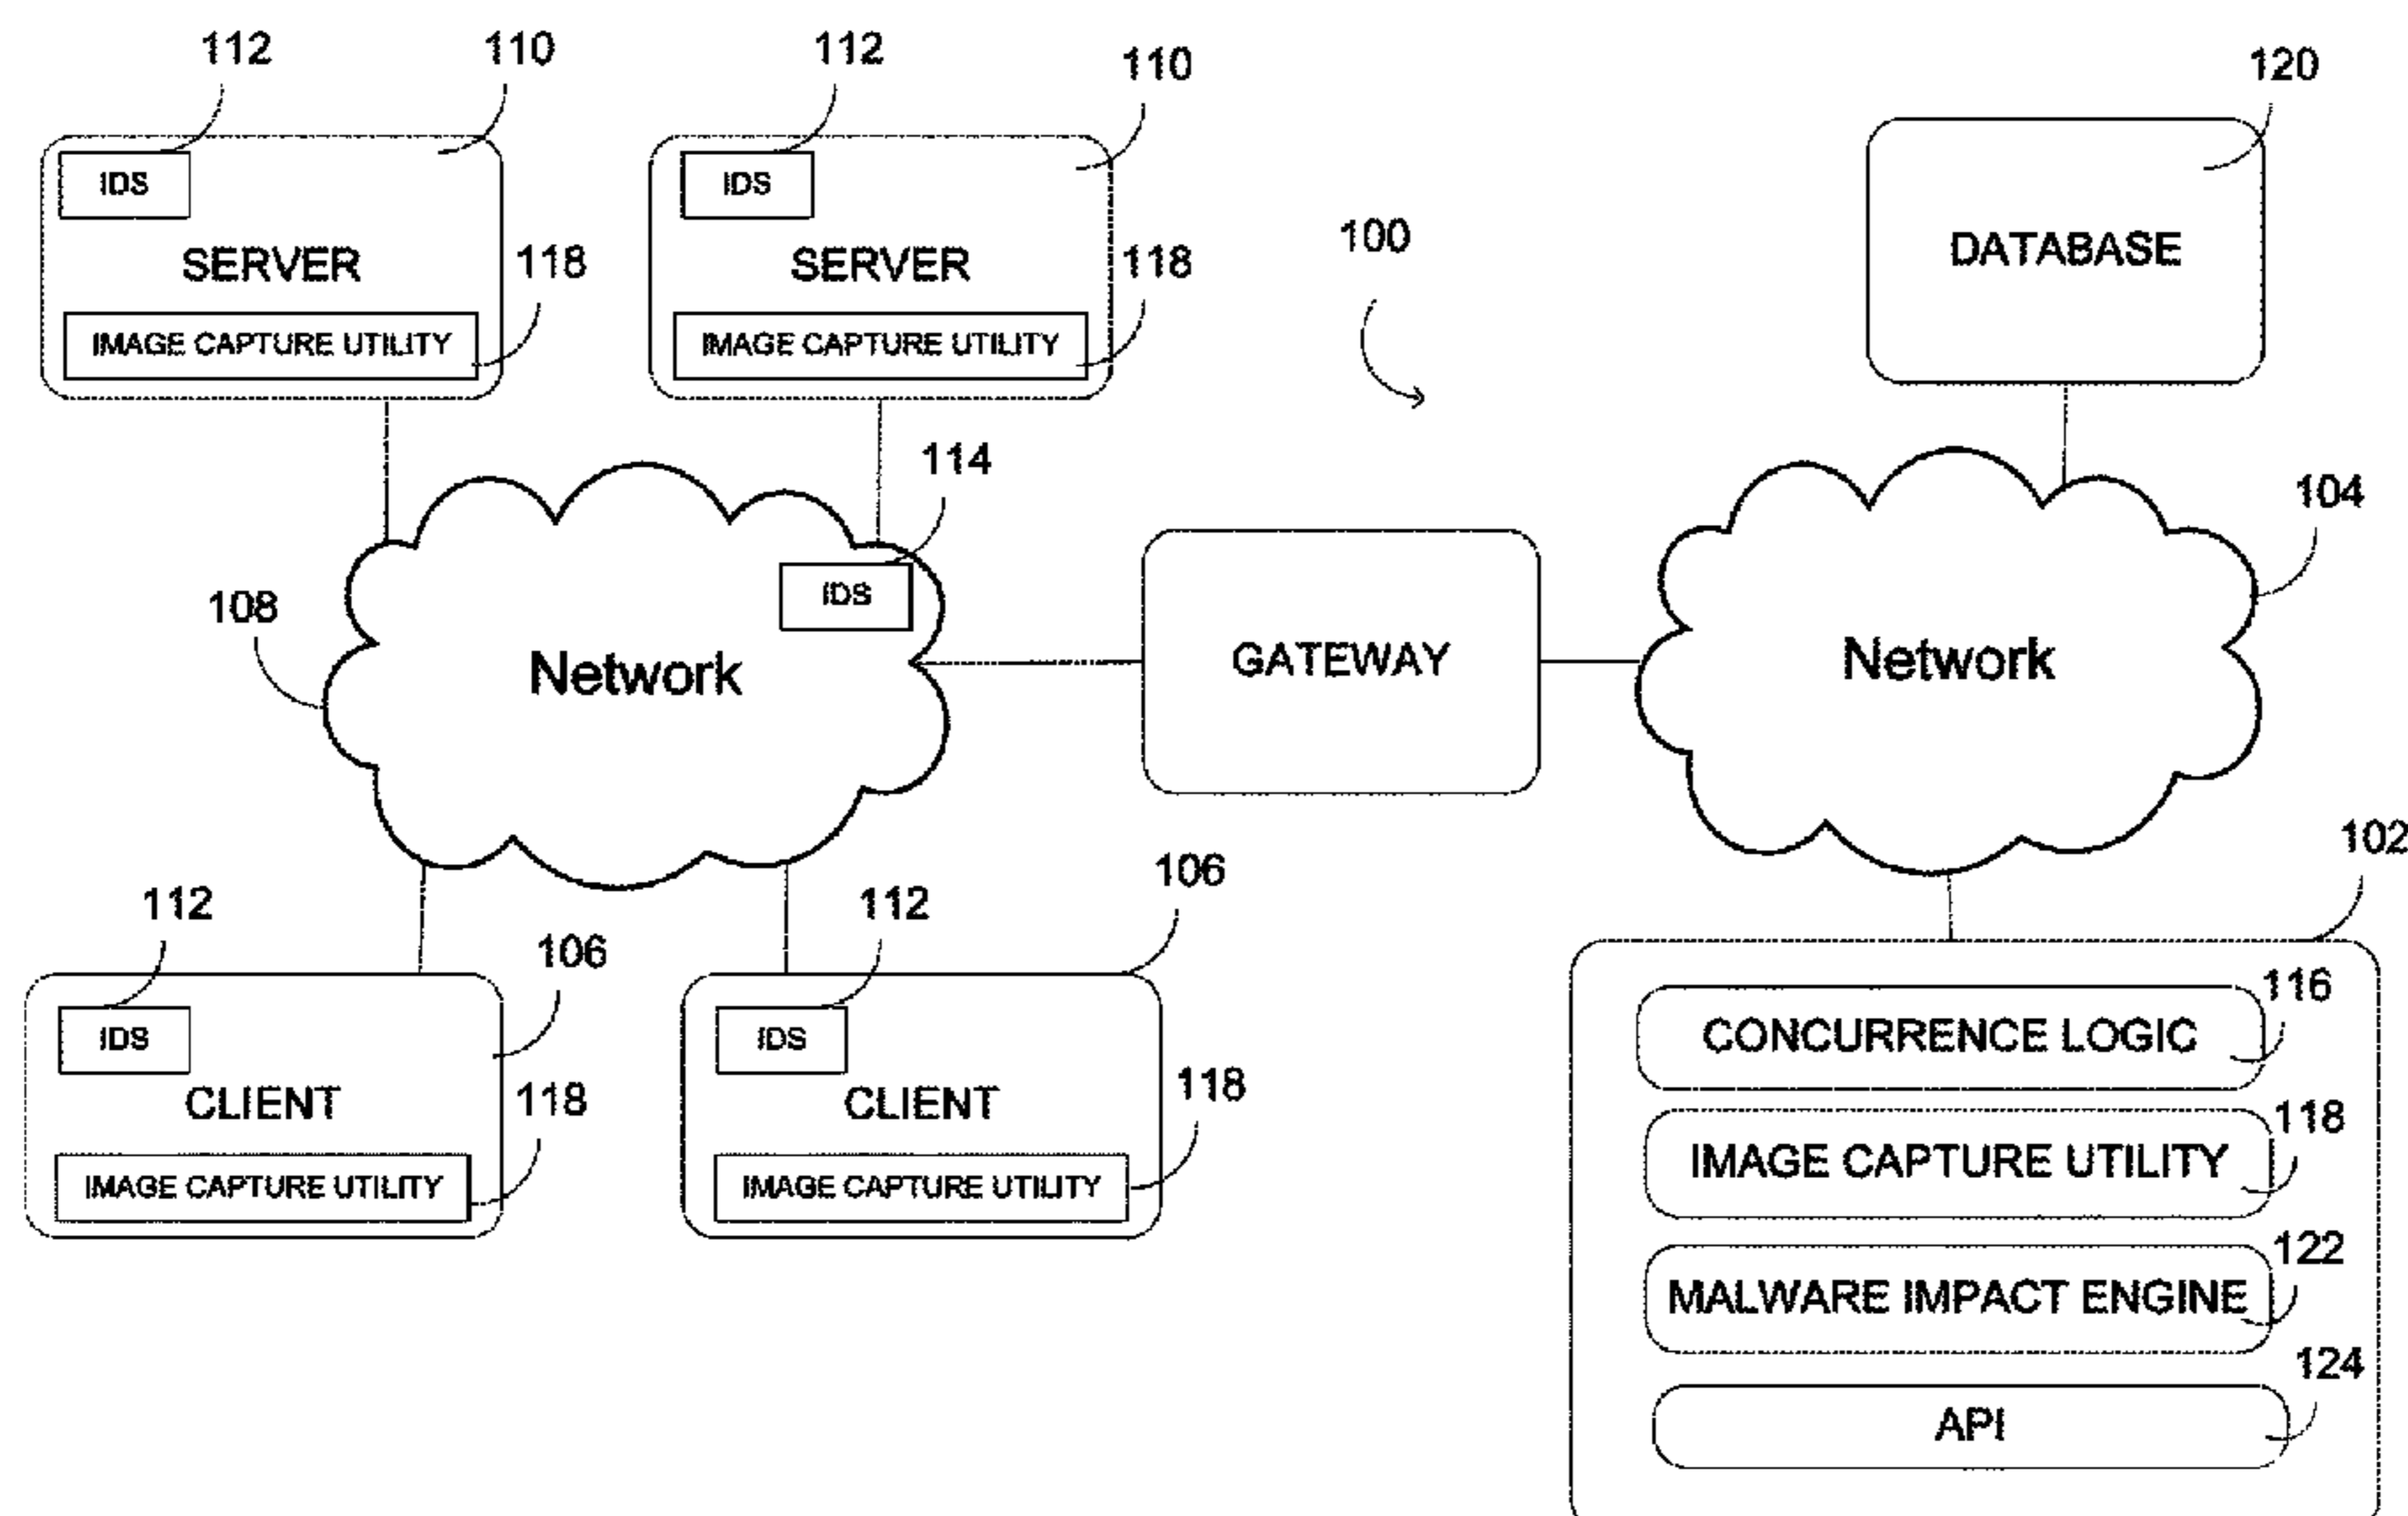 112
110
112
110
120
IDS
IDS
SERVER
118
SERVER
118
100
DATABASE
IMAGE CAPTURE UTILITY
IMAGE CAPTURE UTILITY
114
104
IDS
108
Network
GATEWAY
Network
102
112
106
112
106
116
IDS
IDS
CONCURRENCE LOGIC
CLIENT
118
CLIENT
118
118
IMAGE CAPTURE UTILITY
IMAGE CAPTURE UTILITY
IMAGE CAPTURE UTILITY
122
MALWARE IMPACT ENGINE
124
API